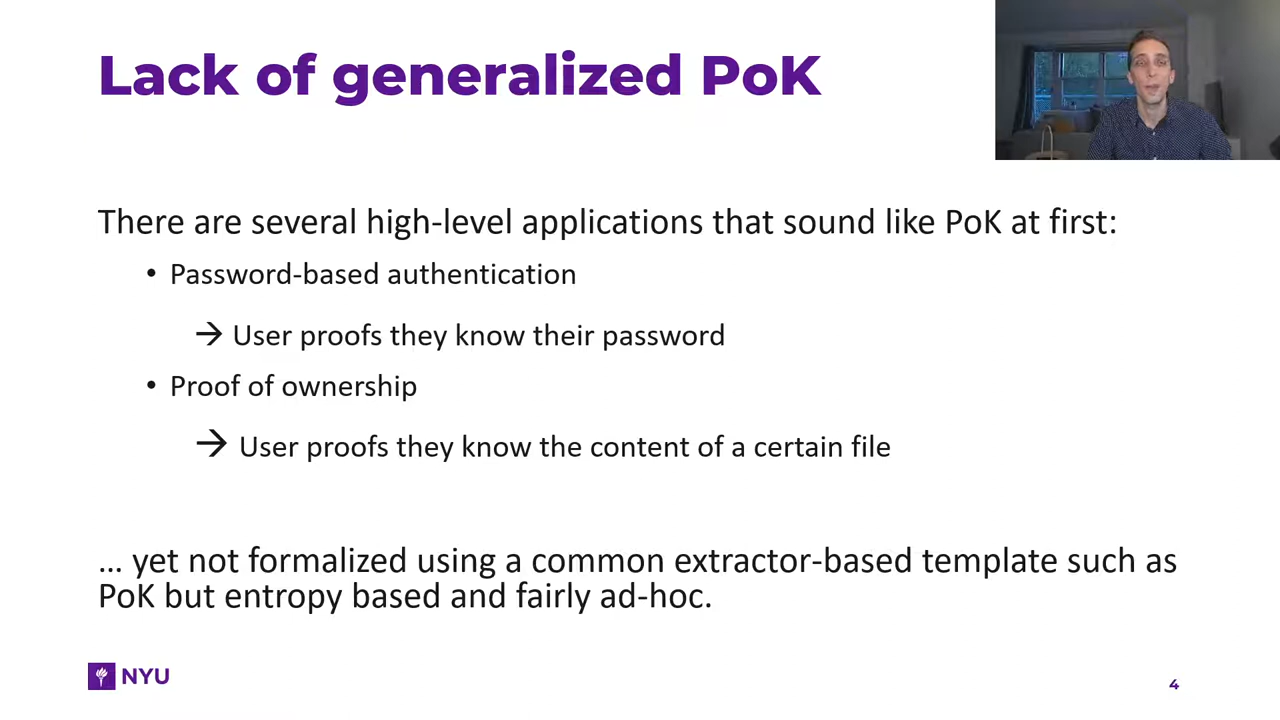 Lack of generalized PoK
There are several high-level applications that sound like PoK at first:
• Password-based authentication
→ User proofs they know their password
• Proof of ownership
→ User proofs they know the content of a certain file
... yet not formalized using a common extractor-based template such as
PoK but entropy based and fairly ad-hoc.
NYU
4